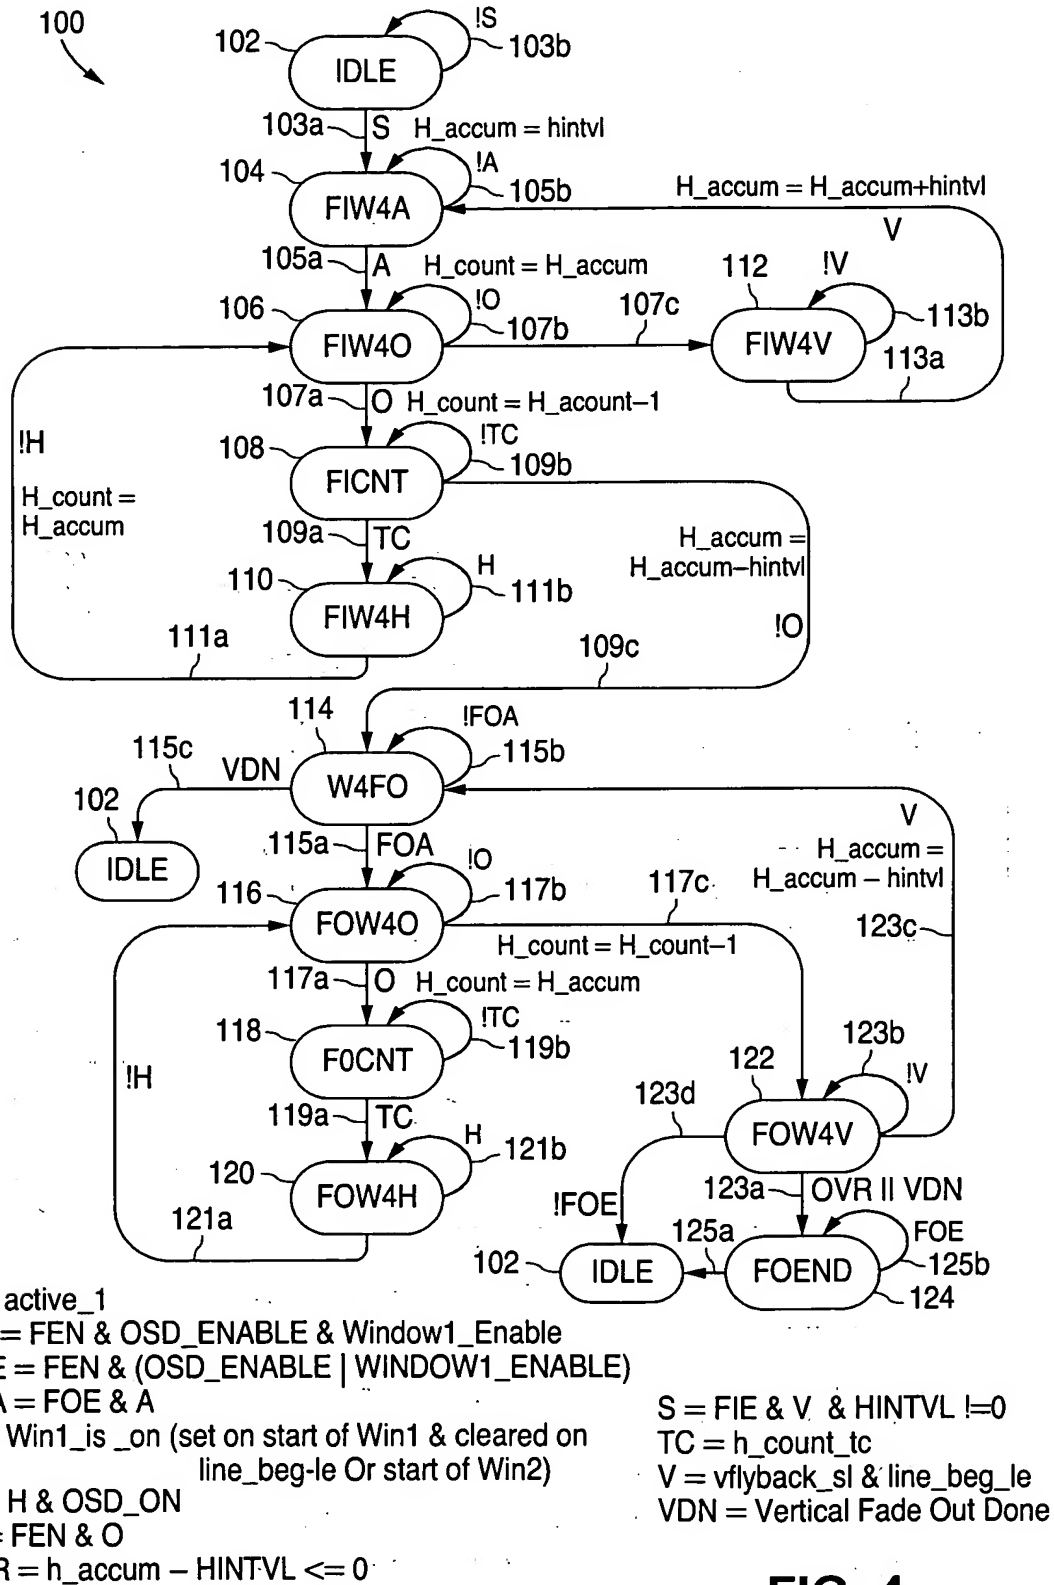 100
102
!S
103b
IDLE
103a
S
H_accum = hintvl
104
!A
105b
H_accum = H_accum+hintvl
FIW4A
V
105a
A
H_count = H_accum
112
!V
106
!O
107b
107c
113b
FIW4O
FIW4V
113a
107a
O
H_count = H_acount–1
!H
108
!TC
109b
FICNT
H_count =
H_accum
109a
TC
H_accum =
H_accum–hintvl
110
H
111b
FIW4H
!O
111a
109c
114
!FOA
115c
115b
VDN
W4FO
102
V
115a
FOA
H_accum =
H_accum – hintvl
IDLE
!O
116
117b
117c
FOW4O
123c
H_count = H_count–1
117a
O
H_count = H_accum
118
!TC
119b
123b
F0CNT
122
!V
!H
123d
119a
TC
FOW4V
H
121b
120
123a
OVR II VDN
FOW4H
!FOE
121a
125a
FOE
102
IDLE
FOEND
125b
124
active_1
= FEN & OSD_ENABLE & Window1_Enable
E = FEN & (OSD_ENABLE | WINDOW1_ENABLE)
A = FOE & A
Win1_is _on (set on start of Win1 & cleared on
line_beg-le Or start of Win2)
H & OSD_ON
= FEN & O
R = h_accum – HINTVL <= 0
S = FIE & V & HINTVL !=0
TC = h_count_tc
V = vflyback_sl & line_beg_le
VDN = Vertical Fade Out Done